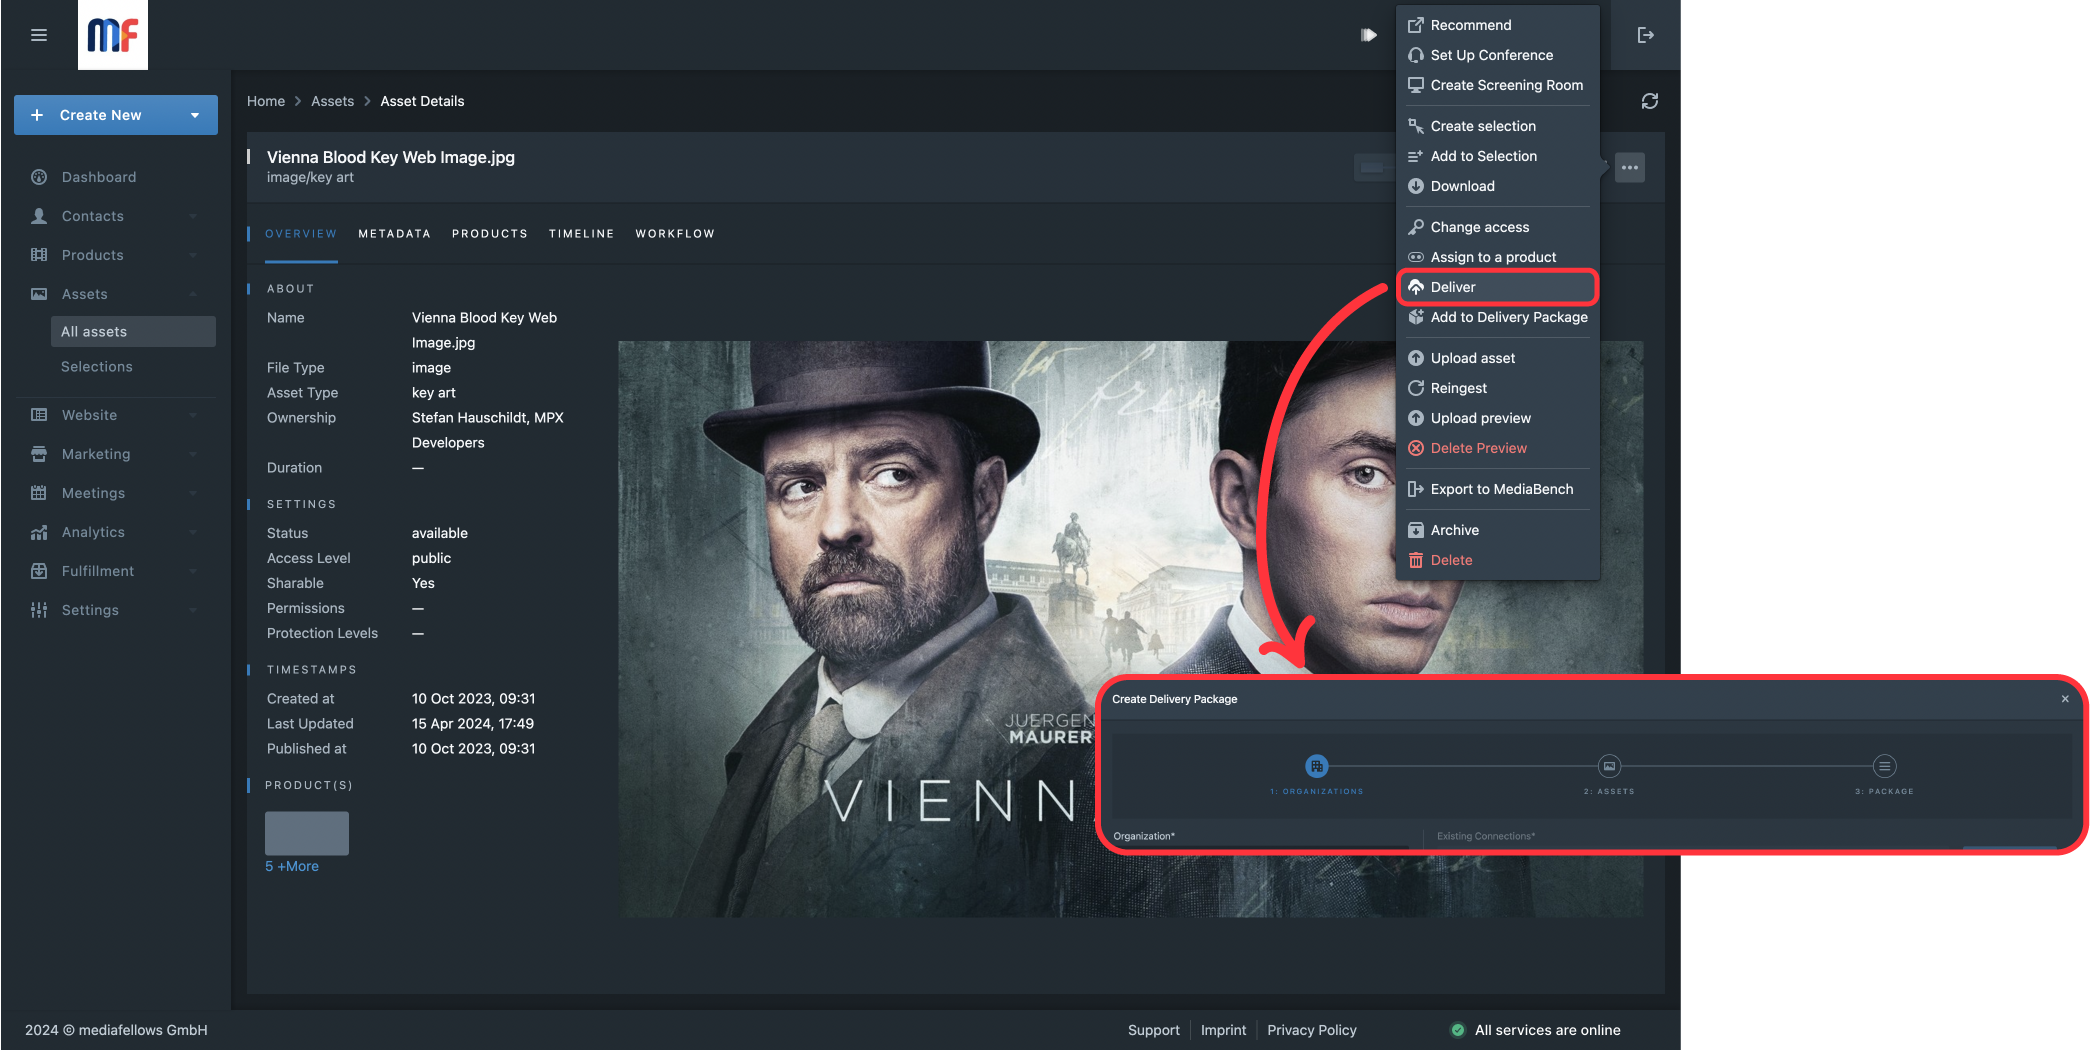 MF
Create New
Dashboard
Contacts
Products
Assets
All assets
Selections
Website
Marketing
Meetings
Analytics
Fulfillment
Settings
Home > Assets > Asset Details
Vienna Blood Key Web Image.jpg
image/key art
OVERVIEW METADATA PRODUCTS TIMELINE WORKFLOW
ABOUT
Name Vienna Blood Key Web
Image.jpg
File Type image
Asset Type key art
Ownership Stefan Hauschildt, MPX
Developers
Duration —
SETTINGS
Status available
Access Level public
Sharable Yes
Permissions —
Protection Levels —
TIMESTAMPS
Created at 10 Oct 2023, 09:31
Last Updated 15 Apr 2024, 17:49
Published at 10 Oct 2023, 09:31
PRODUCT(S)
5 +More
JUERGEN
MAURER
VIENN
Recommend
Set Up Conference
Create Screening Room
Create selection
Add to Selection
Download
Change access
Assign to a product
Deliver
Add to Delivery Package
Upload asset
Reingest
Upload preview
Delete Preview
Export to MediaBench
Archive
Delete
Create Delivery Package
1: ORGANIZATIONS 2: ASSETS 3: PACKAGE
Organization* Existing Connections*
2024 © mediafellows GmbH
Support Imprint Privacy Policy
All services are online